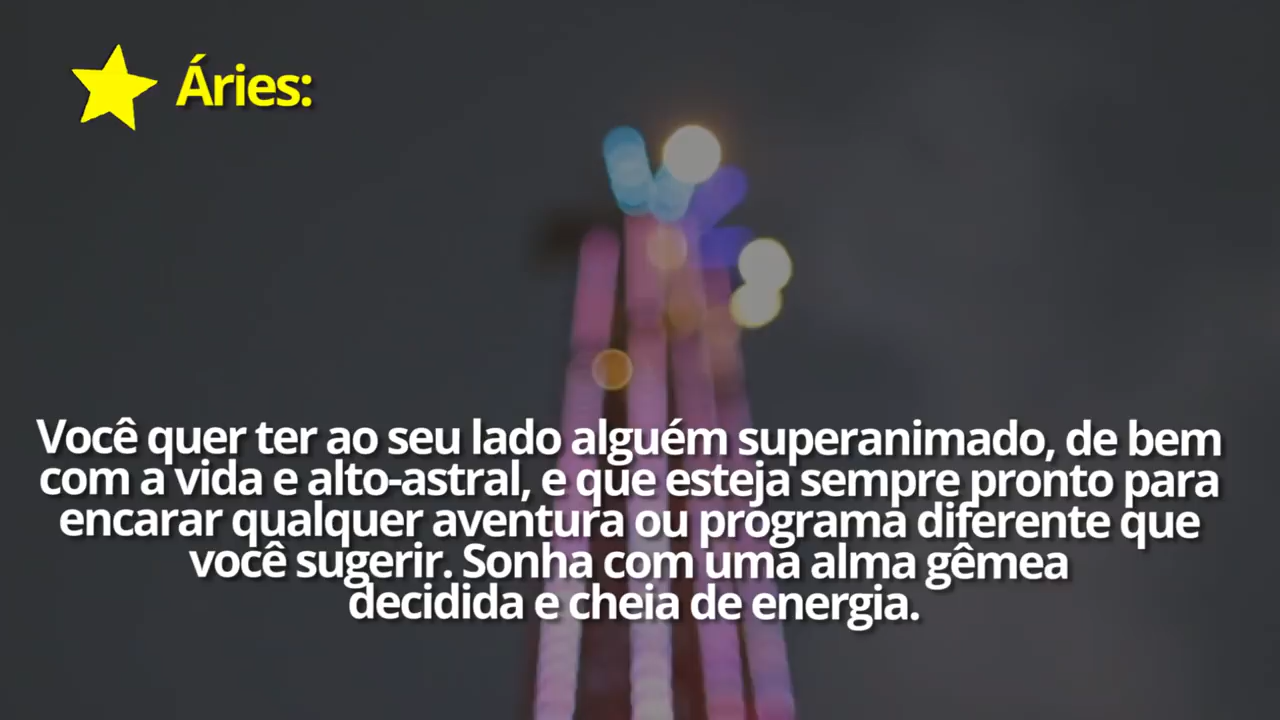 Áries:
Você quer ter ao seu lado alguém superanimado, de bem
com a vida e alto-astral, e que esteja sempre pronto para
encarar qualquer aventura ou programa diferente que
você sugerir. Sonha com uma alma gêmea
decidida e cheia de energia.